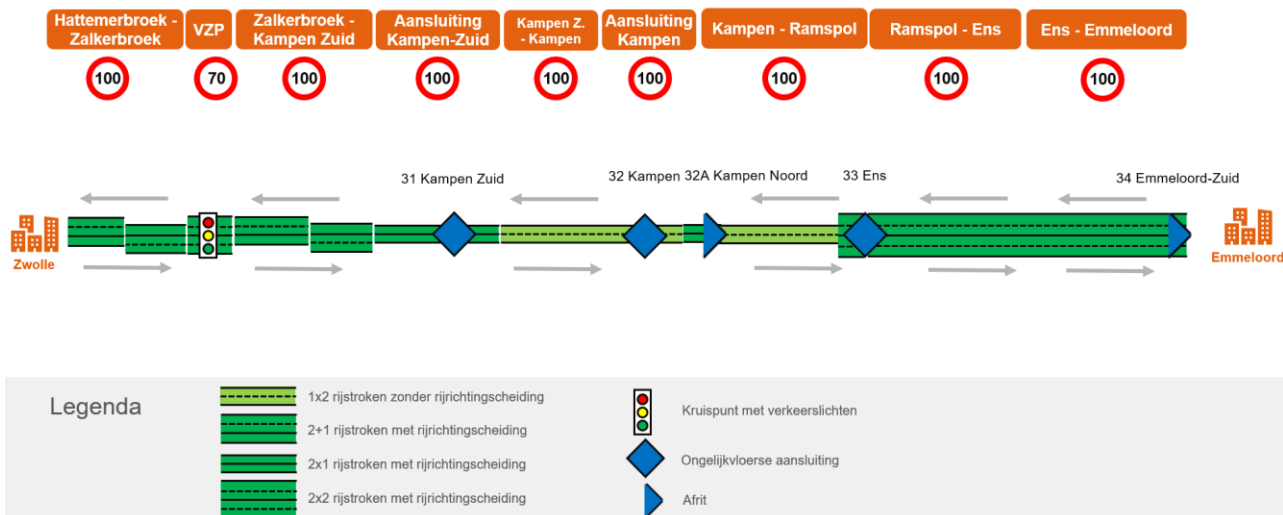 Hattemerbroek -
Zalkerbroek
VZP
Zalkerbroek -
Kampen Zuid
Aansluiting
Kampen-Zuid
Kampen Z.
- Kampen
Aansluiting
Kampen
Kampen - Ramspol
Ramspol - Ens
Ens - Emmeloord
100
70
100
100
100
100
100
100
100
31 Kampen Zuid
32 Kampen
32A Kampen Noord
33 Ens
34 Emmeloord-Zuid
Zwolle
Emmeloord
Legenda
1x2 rijstroken zonder rijrichtingscheiding
2+1 rijstroken met rijrichtingscheiding
2x1 rijstroken met rijrichtingscheiding
2x2 rijstroken met rijrichtingscheiding
Kruispunt met verkeerslichten
Ongelijkvloerse aansluiting
Afrit